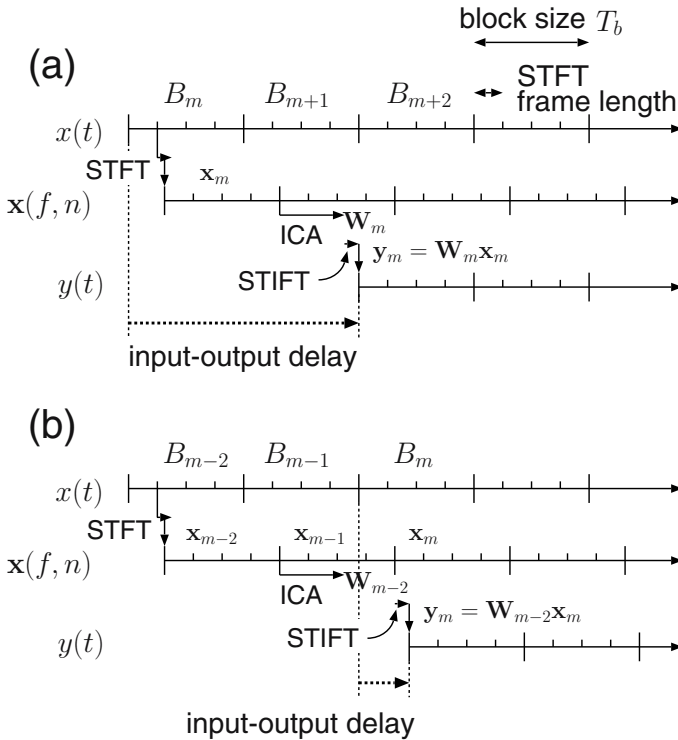 block size T_b
(a)
STFT
frame length
B_m B_{m+1} B_{m+2}
x(t)
STFT
x_m
x(f, n)
ICA
W_m
y_m = W_m x_m
STIFT
y(t)
input-output delay
(b)
B_{m−2} B_{m−1} B_m
x(t)
STFT
x_{m−2} x_{m−1} x_m
x(f, n)
ICA
W_{m−2}
y_m = W_{m−2} x_m
STIFT
y(t)
input-output delay